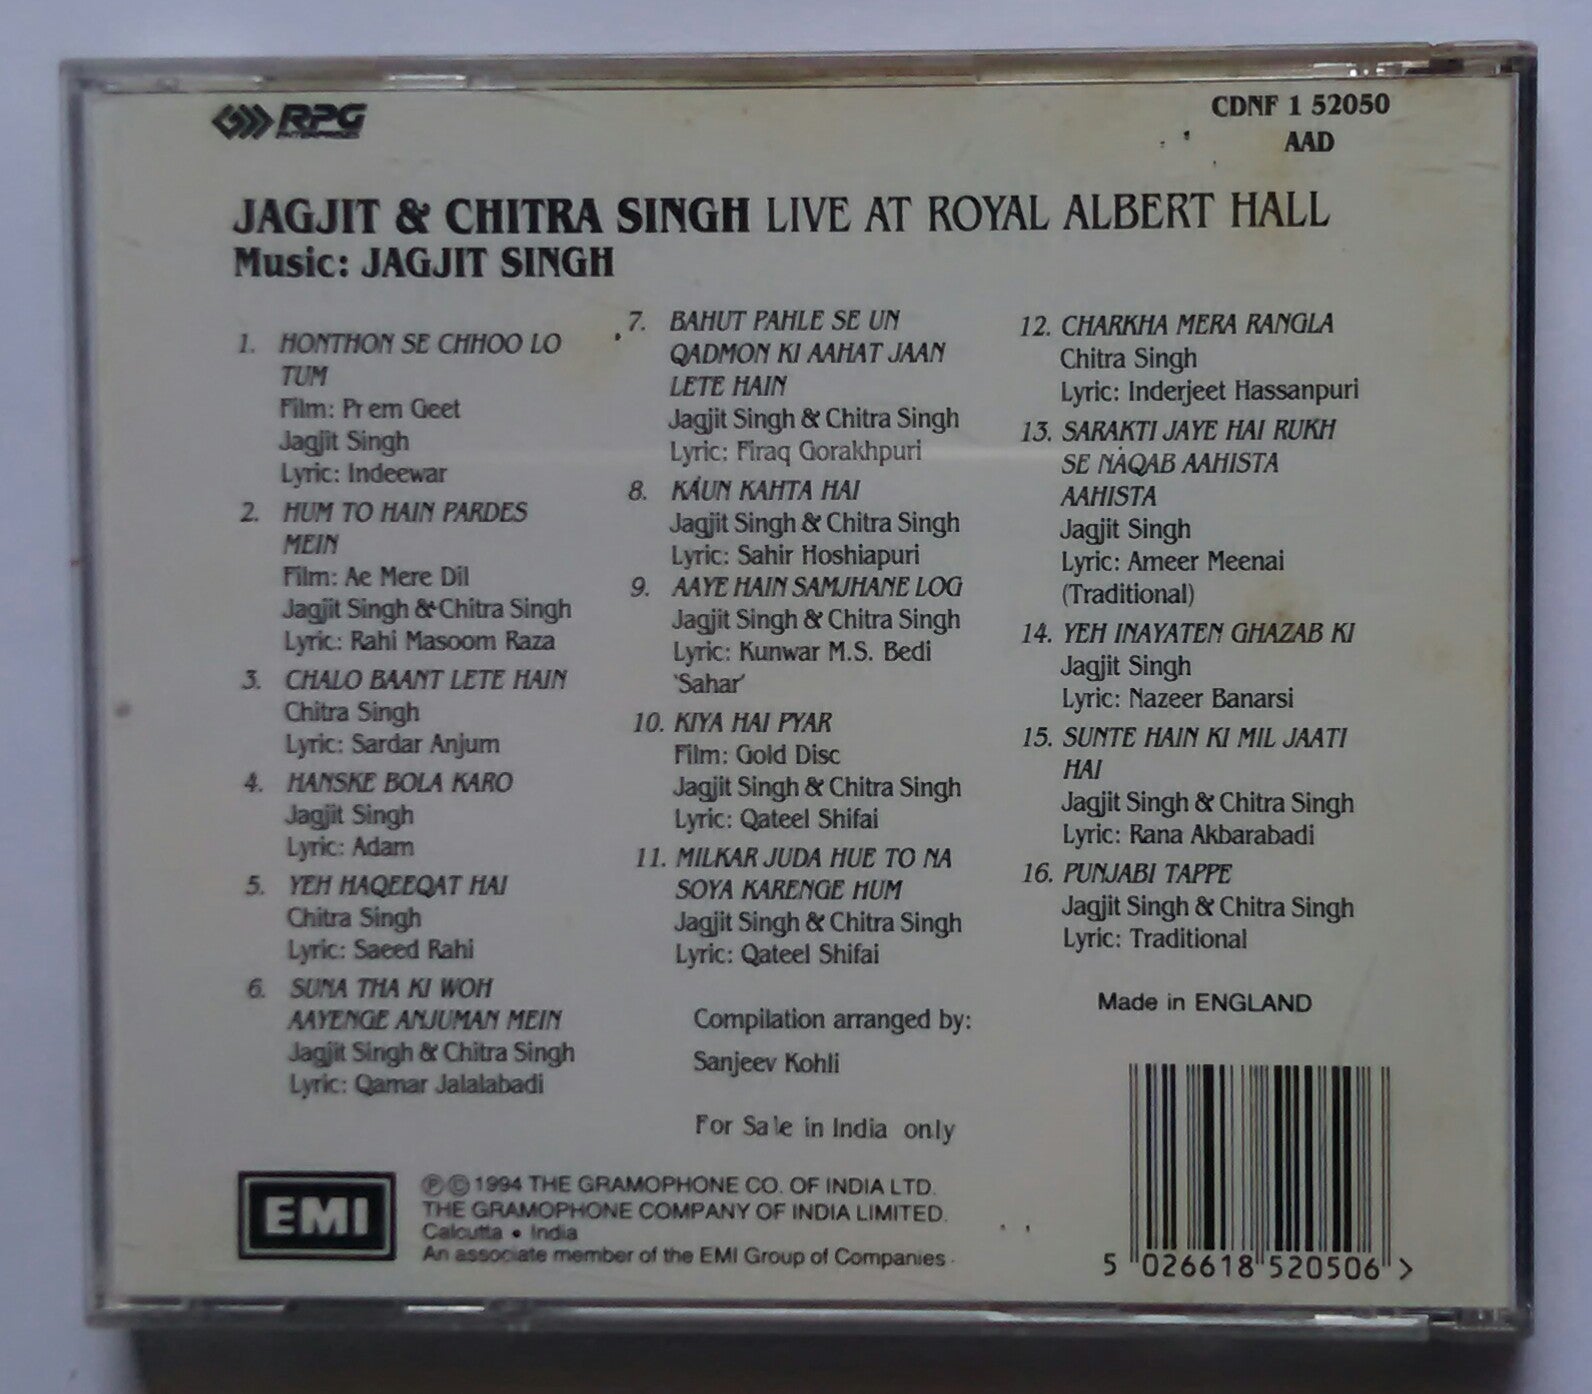 RPG
ENTERPRISES
CDNF 1 52050
AAD
JAGJIT & CHITRA SINGH LIVE AT ROYAL ALBERT HALL
Music: JAGJIT SINGH
1. HONTHON SE CHHOO LO
TUM
Film: Prem Geet
Jagjit Singh
Lyric: Indeewar
2. HUM TO HAIN PARDES
MEIN
Film: Ae Mere Dil
Jagjit Singh & Chitra Singh
Lyric: Rahi Masoom Raza
3. CHALO BAANT LETE HAIN
Chitra Singh
Lyric: Sardar Anjum
4. HANSKE BOLA KARO
Jagjit Singh
Lyric: Adam
5. YEH HAQEEQAT HAI
Chitra Singh
Lyric: Saeed Rahi
6. SUNA THA KI WOH
AAYENGE ANJUMAN MEIN
Jagjit Singh & Chitra Singh
Lyric: Qamar Jalalabadi
7. BAHUT PAHLE SE UN
QADMON KI AAHAT JAAN
LETE HAIN
Jagjit Singh & Chitra Singh
Lyric: Firaq Gorakhpuri
8. KAUN KAHTA HAI
Jagjit Singh & Chitra Singh
Lyric: Sahir Hoshiapuri
9. AAYE HAIN SAMJHANE LOG
Jagjit Singh & Chitra Singh
Lyric: Kunwar M.S. Bedi
'Sahar'
10. KIYA HAI PYAR
Film: Gold Disc
Jagjit Singh & Chitra Singh
Lyric: Qateel Shifai
11. MILKAR JUDA HUE TO NA
SOYA KARENGE HUM
Jagjit Singh & Chitra Singh
Lyric: Qateel Shifai
12. CHARKHA MERA RANGLA
Chitra Singh
Lyric: Inderjeet Hassanpuri
13. SARAKTI JAYE HAI RUKH
SE NAQAB AAHISTA
AAHISTA
Jagjit Singh
Lyric: Ameer Meenai
(Traditional)
14. YEH INAYATEN GHAZAB KI
Jagjit Singh
Lyric: Nazeer Banarsi
15. SUNTE HAIN KI MIL JAATI
HAI
Jagjit Singh & Chitra Singh
Lyric: Rana Akbarabadi
16. PUNJABI TAPPE
Jagjit Singh & Chitra Singh
Lyric: Traditional
Compilation arranged by:
Sanjeev Kohli
For Sale in India only
Made in ENGLAND
EMI
Ⓟ © 1994 THE GRAMOPHONE CO. OF INDIA LTD.
THE GRAMOPHONE COMPANY OF INDIA LIMITED.
Calcutta • India
An associate member of the EMI Group of Companies.
5 026618 520506 >